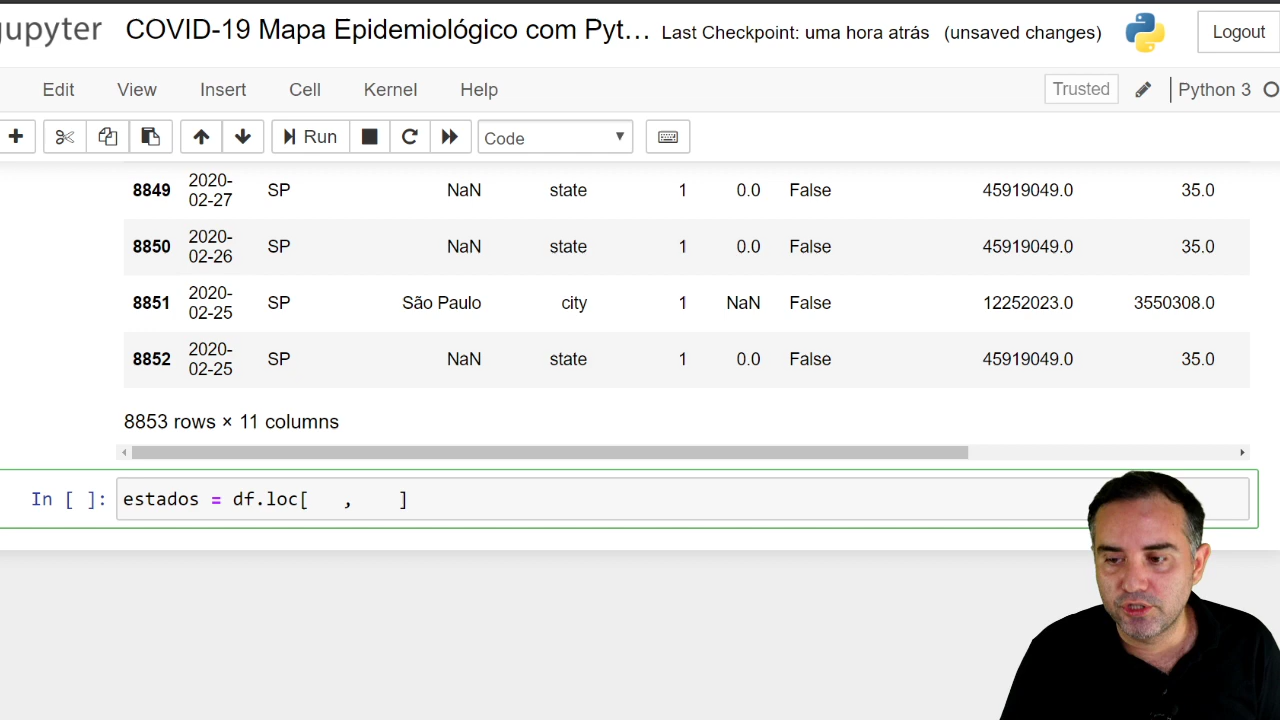 jupyter COVID-19 Mapa Epidemiológico com Pyt... Last Checkpoint: uma hora atrás (unsaved changes) Logout
Edit View Insert Cell Kernel Help Trusted Python 3
Run Code
8849 2020-02-27 SP NaN state 1 0.0 False 45919049.0 35.0
8850 2020-02-26 SP NaN state 1 0.0 False 45919049.0 35.0
8851 2020-02-25 SP São Paulo city 1 NaN False 12252023.0 3550308.0
8852 2020-02-25 SP NaN state 1 0.0 False 45919049.0 35.0
8853 rows × 11 columns
In [ ]: estados = df.loc[ , ]